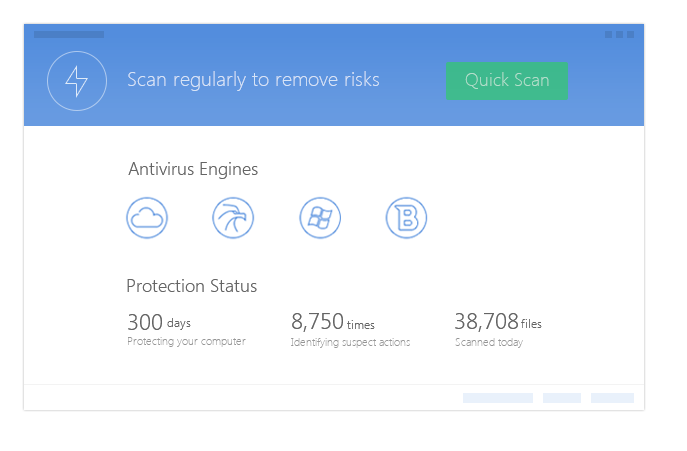 Scan regularly to remove risks
Quick Scan
Antivirus Engines
B
Protection Status
300 days
Protecting your computer
8,750 times
Identifying suspect actions
38,708 files
Scanned today